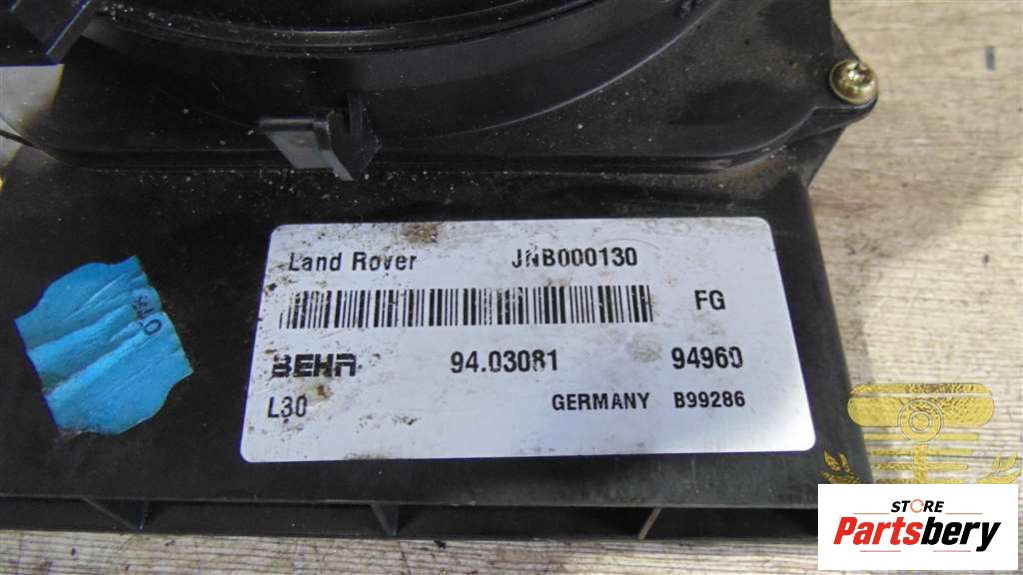 Land Rover JNB000130
FG
BEHR 94.03081 94960
L30 GERMANY B99286
STORE
Partsbery